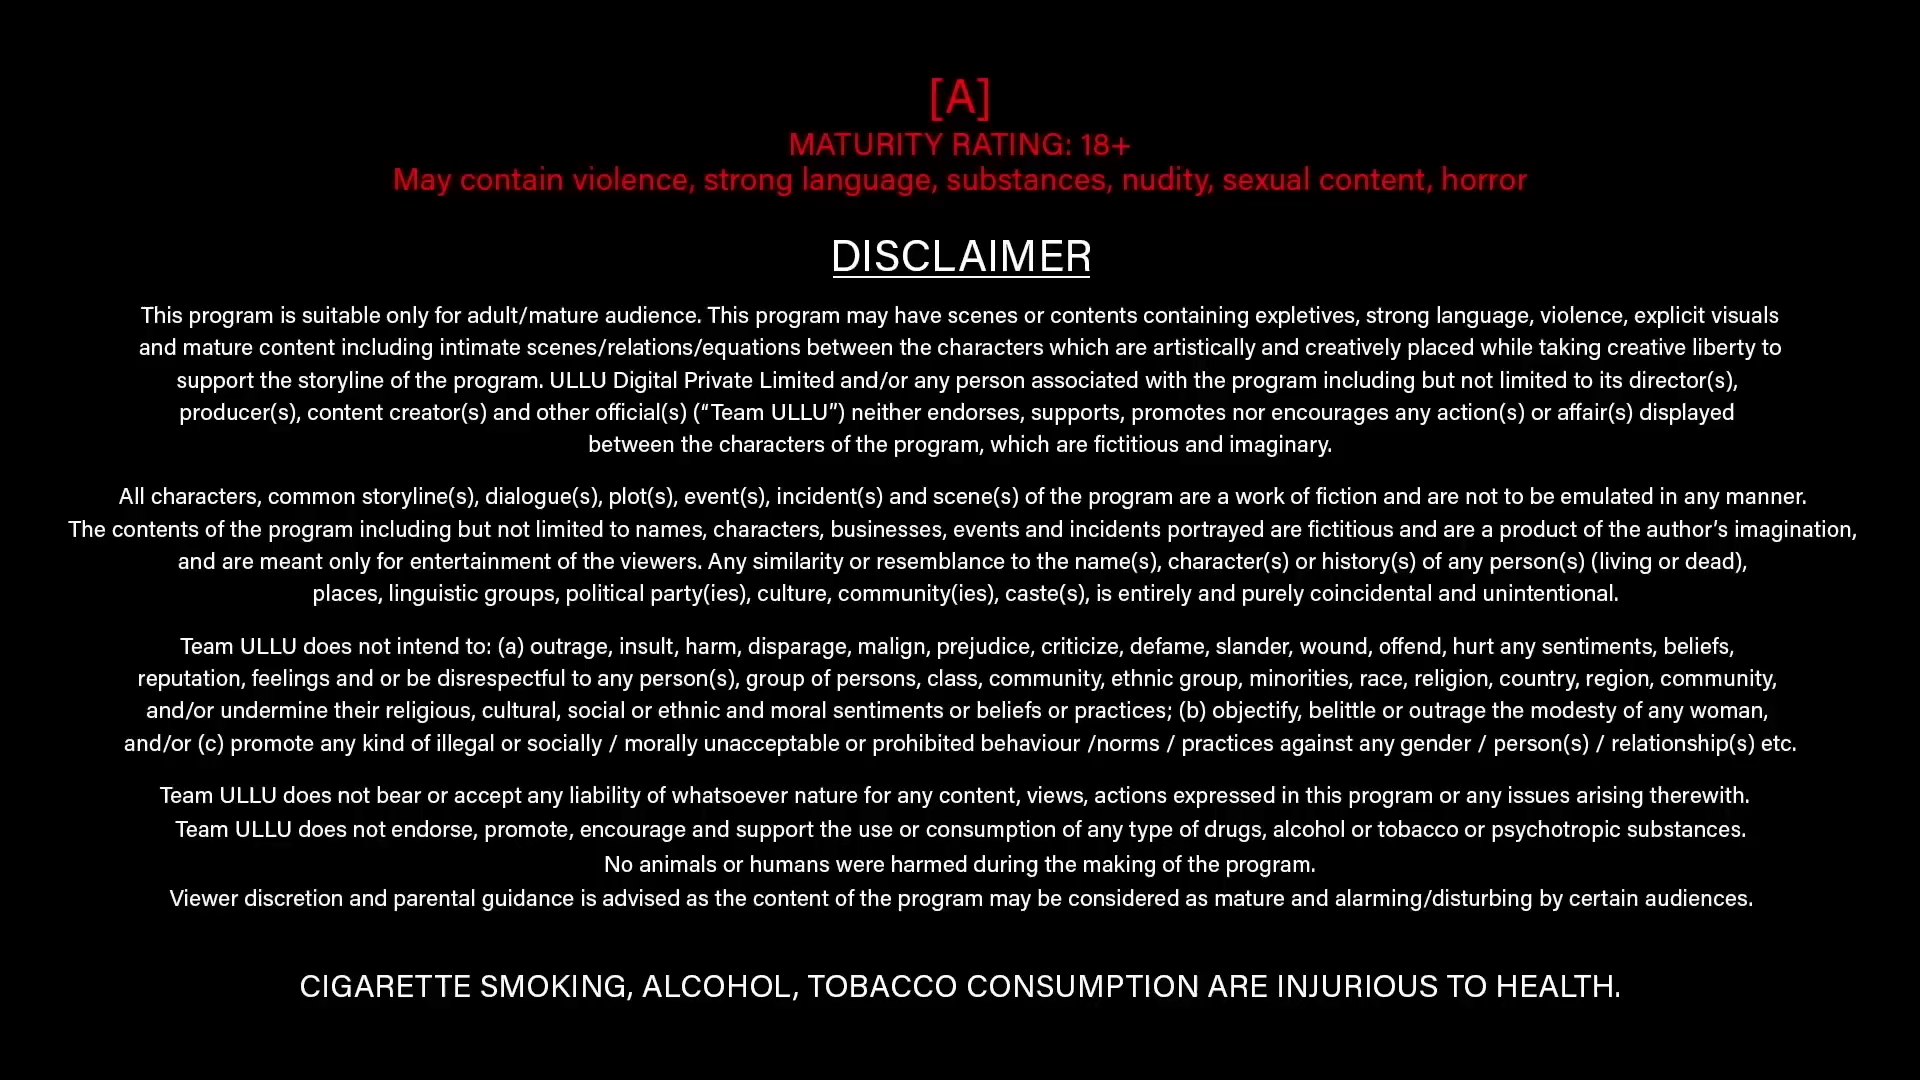 [A]
MATURITY RATING: 18+
May contain violence, strong language, substances, nudity, sexual content, horror
DISCLAIMER
This program is suitable only for adult/mature audience. This program may have scenes or contents containing expletives, strong language, violence, explicit visuals
and mature content including intimate scenes/relations/equations between the characters which are artistically and creatively placed while taking creative liberty to
support the storyline of the program. ULLU Digital Private Limited and/or any person associated with the program including but not limited to its director(s),
producer(s), content creator(s) and other official(s) (“Team ULLU”) neither endorses, supports, promotes nor encourages any action(s) or affair(s) displayed
between the characters of the program, which are fictitious and imaginary.
All characters, common storyline(s), dialogue(s), plot(s), event(s), incident(s) and scene(s) of the program are a work of fiction and are not to be emulated in any manner.
The contents of the program including but not limited to names, characters, businesses, events and incidents portrayed are fictitious and are a product of the author’s imagination,
and are meant only for entertainment of the viewers. Any similarity or resemblance to the name(s), character(s) or history(s) of any person(s) (living or dead),
places, linguistic groups, political party(ies), culture, community(ies), caste(s), is entirely and purely coincidental and unintentional.
Team ULLU does not intend to: (a) outrage, insult, harm, disparage, malign, prejudice, criticize, defame, slander, wound, offend, hurt any sentiments, beliefs,
reputation, feelings and or be disrespectful to any person(s), group of persons, class, community, ethnic group, minorities, race, religion, country, region, community,
and/or undermine their religious, cultural, social or ethnic and moral sentiments or beliefs or practices; (b) objectify, belittle or outrage the modesty of any woman,
and/or (c) promote any kind of illegal or socially / morally unacceptable or prohibited behaviour /norms / practices against any gender / person(s) / relationship(s) etc.
Team ULLU does not bear or accept any liability of whatsoever nature for any content, views, actions expressed in this program or any issues arising therewith.
Team ULLU does not endorse, promote, encourage and support the use or consumption of any type of drugs, alcohol or tobacco or psychotropic substances.
No animals or humans were harmed during the making of the program.
Viewer discretion and parental guidance is advised as the content of the program may be considered as mature and alarming/disturbing by certain audiences.
CIGARETTE SMOKING, ALCOHOL, TOBACCO CONSUMPTION ARE INJURIOUS TO HEALTH.